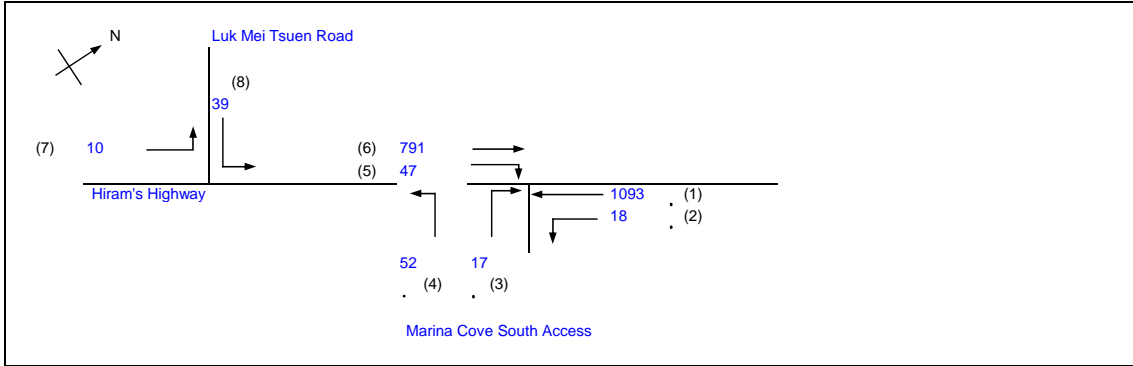 N
Luk Mei Tsuen Road
(8)
39
(7) 10 (6) 791
(5) 47
Hiram's Highway 1093 (1)
18 (2)
52 17
(4) (3)
Marina Cove South Access